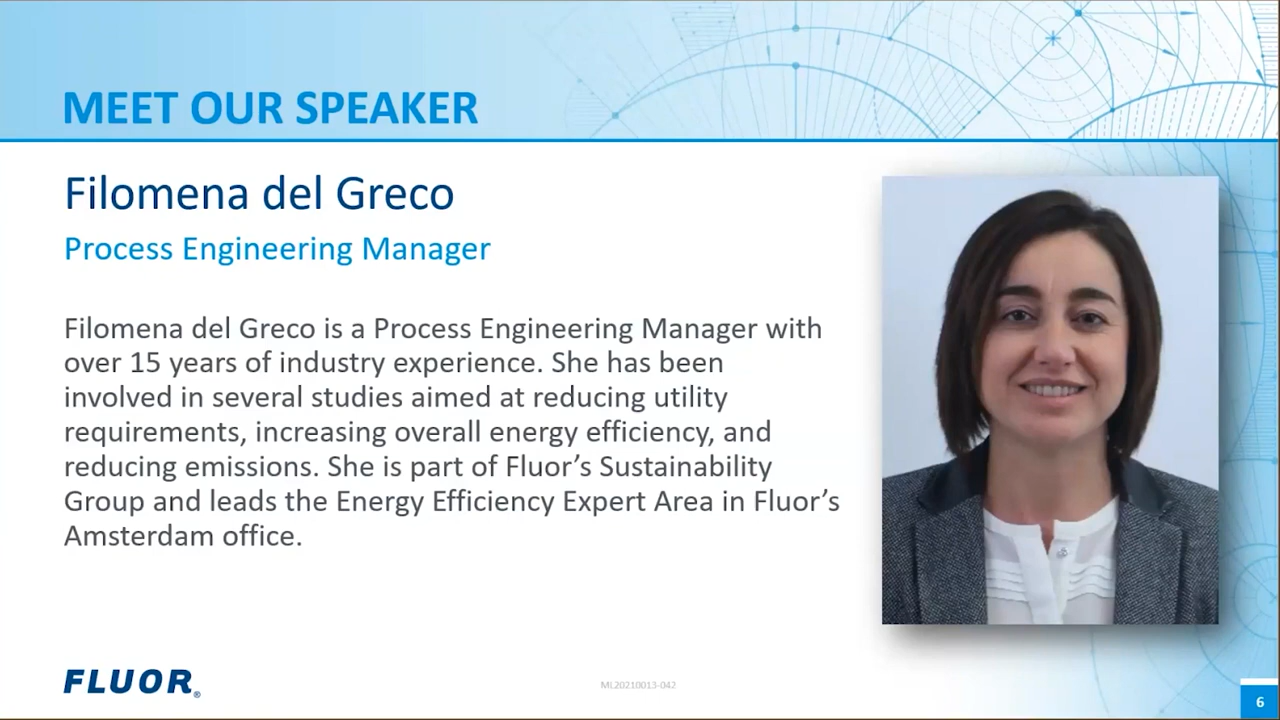 MEET OUR SPEAKER
Filomena del Greco
Process Engineering Manager
Filomena del Greco is a Process Engineering Manager with
over 15 years of industry experience. She has been
involved in several studies aimed at reducing utility
requirements, increasing overall energy efficiency, and
reducing emissions. She is part of Fluor’s Sustainability
Group and leads the Energy Efficiency Expert Area in Fluor’s
Amsterdam office.
FLUOR®
ML20210013-042
6